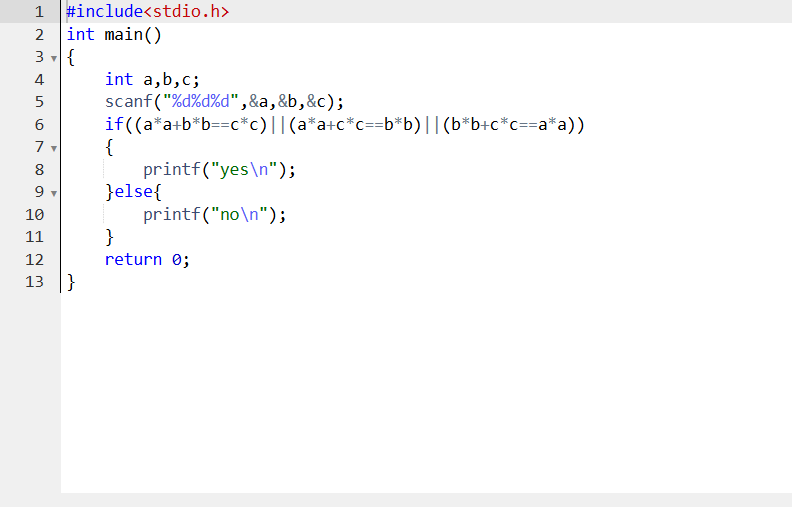 1 #include<stdio.h>
2 int main()
3 {
4     int a,b,c;
5     scanf("%d%d%d",&a,&b,&c);
6     if((a*a+b*b==c*c)||(a*a+c*c==b*b)||(b*b+c*c==a*a))
7     {
8         printf("yes\n");
9     }else{
10         printf("no\n");
11     }
12     return 0;
13 }